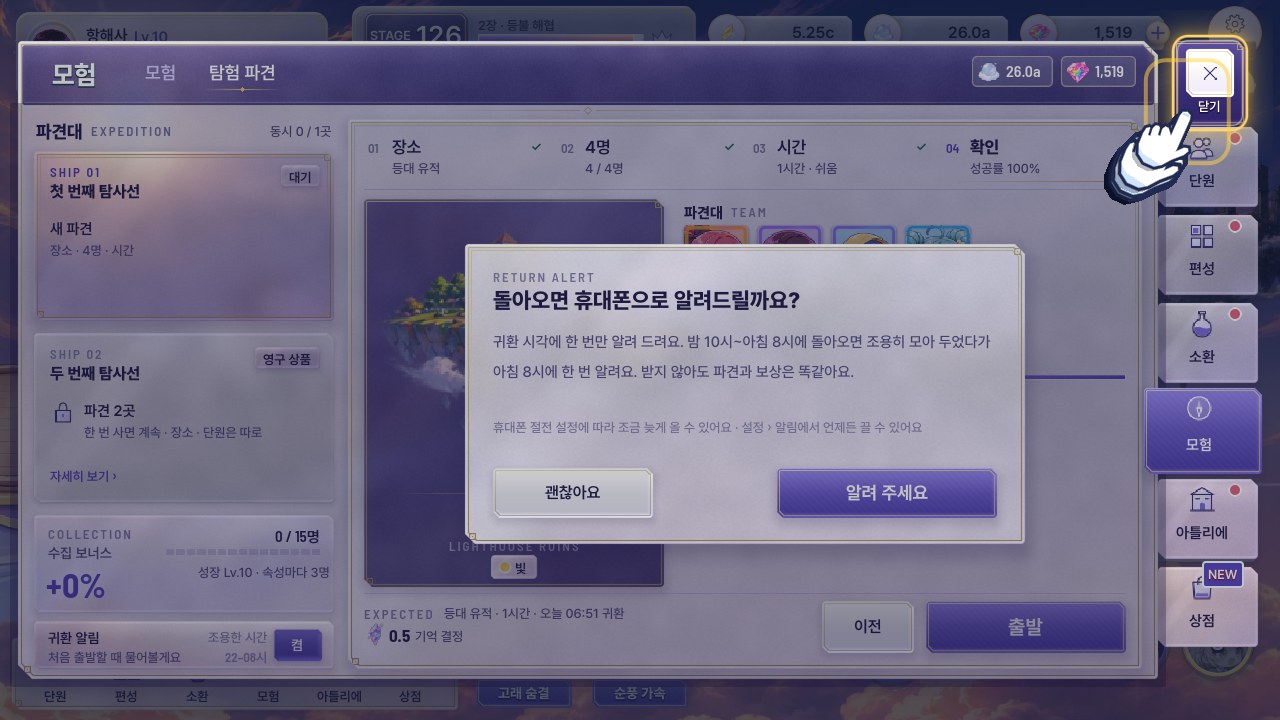 항해사 Lv.10
STAGE 126
2장 · 등불 해협
5.25c
26.0a
1,519
모험
모험
탐험 파견
26.0a
1,519
닫기
파견대 EXPEDITION
동시 0 / 1곳
SHIP 01
대기
첫 번째 탐사선
새 파견
장소 · 4명 · 시간
SHIP 02
영구 상품
두 번째 탐사선
파견 2곳
한 번 사면 계속 · 장소 · 단원은 따로
자세히 보기 ›
COLLECTION
0 / 15명
수집 보너스
+0%
성장 Lv.10 · 속성마다 3명
귀환 알림
조용한 시간
처음 출발할 때 물어볼게요
22–08시
켬
01 장소
등대 유적
02 4명
4 / 4명
03 시간
1시간 · 쉬움
04 확인
성공률 100%
파견대 TEAM
RETURN ALERT
돌아오면 휴대폰으로 알려드릴까요?
귀환 시각에 한 번만 알려 드려요. 밤 10시~아침 8시에 돌아오면 조용히 모아 두었다가
아침 8시에 한 번 알려요. 받지 않아도 파견과 보상은 똑같아요.
휴대폰 절전 설정에 따라 조금 늦게 올 수 있어요 · 설정 › 알림에서 언제든 끌 수 있어요
괜찮아요
알려 주세요
LIGHTHOUSE RUINS
빛
EXPECTED 등대 유적 · 1시간 · 오늘 06:51 귀환
0.5 기억 결정
이전
출발
단원
편성
소환
모험
아틀리에
NEW
상점
단원
편성
소환
모험
아틀리에
상점
고래 숨결
순풍 가속